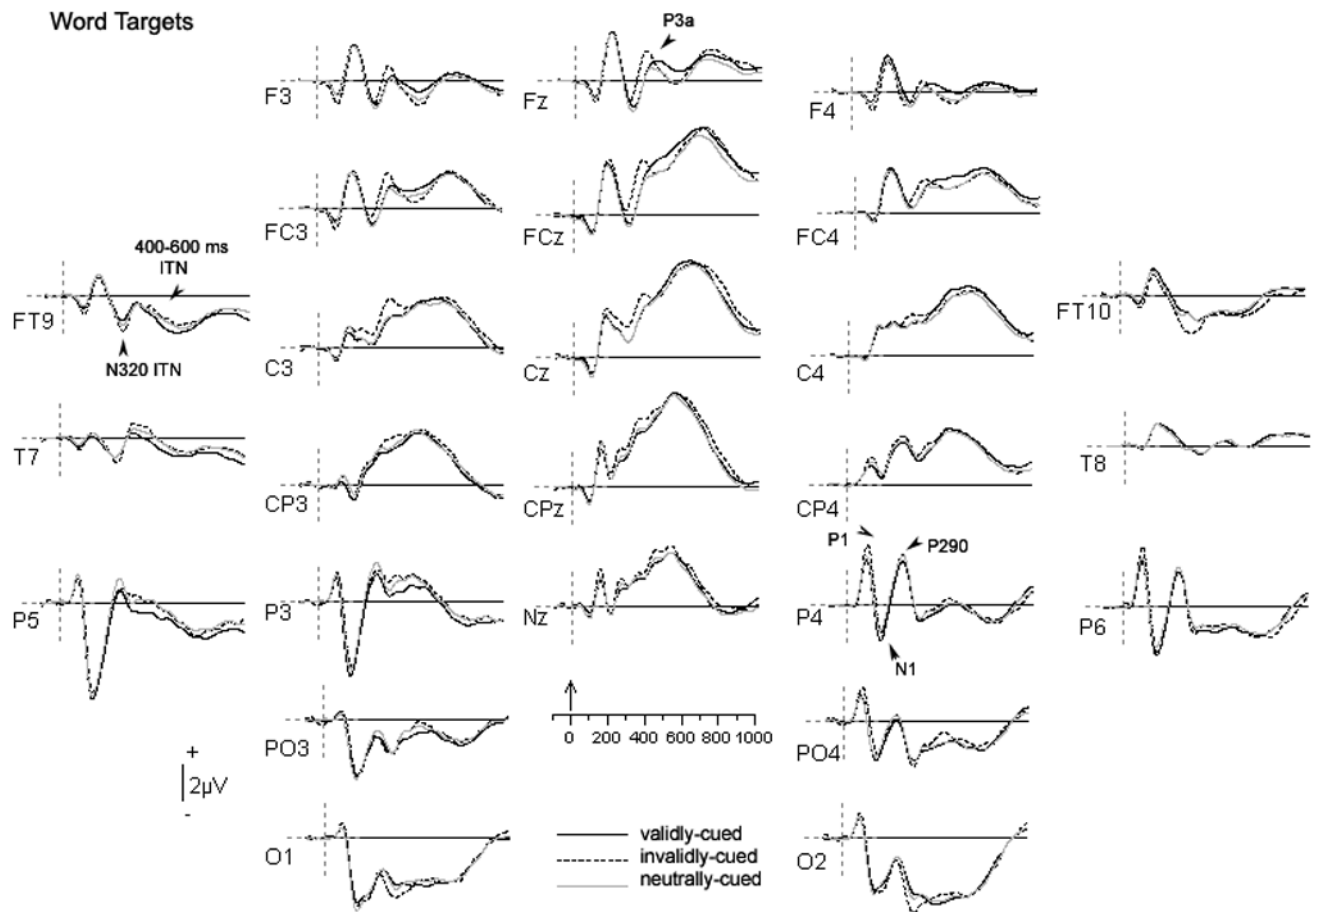 Word Targets
P3a
F3
Fz
F4
FC3
FCz
FC4
400-600 ms
ITN
FT9
N320 ITN
C3
Cz
C4
FT10
T7
CP3
CPz
CP4
T8
P1
P290
P5
P3
Nz
P4
N1
P6
0 200 400 600 800 1000
PO3
PO4
+
2µV
-
validly-cued
invalidly-cued
neutrally-cued
O1
O2